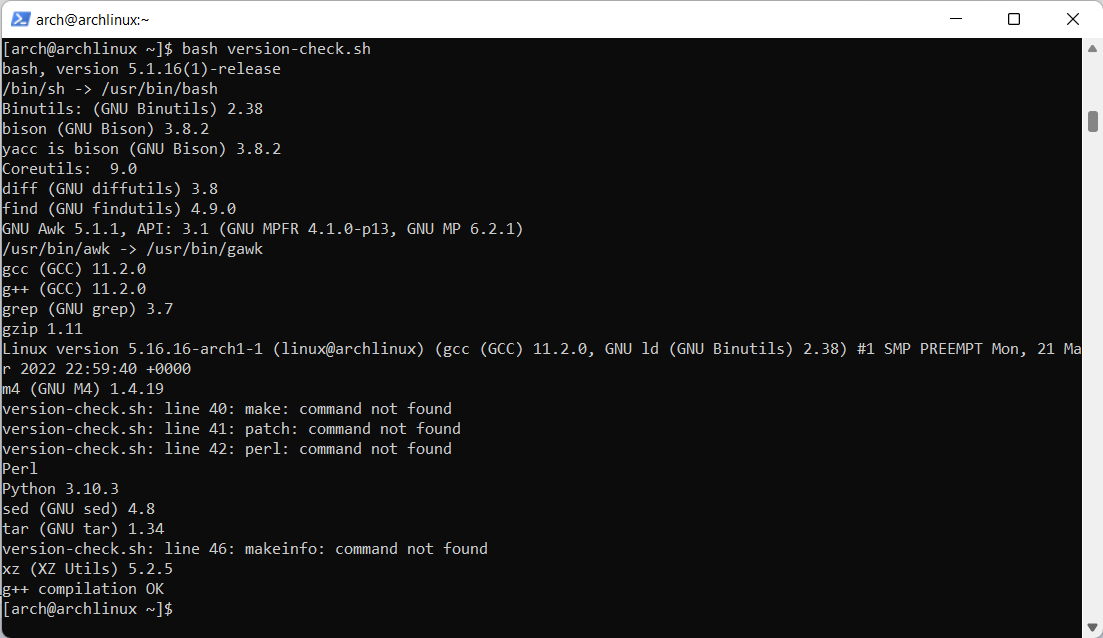 arch@archlinux:~
[arch@archlinux ~]$ bash version-check.sh
bash, version 5.1.16(1)-release
/bin/sh -> /usr/bin/bash
Binutils: (GNU Binutils) 2.38
bison (GNU Bison) 3.8.2
yacc is bison (GNU Bison) 3.8.2
Coreutils:  9.0
diff (GNU diffutils) 3.8
find (GNU findutils) 4.9.0
GNU Awk 5.1.1, API: 3.1 (GNU MPFR 4.1.0-p13, GNU MP 6.2.1)
/usr/bin/awk -> /usr/bin/gawk
gcc (GCC) 11.2.0
g++ (GCC) 11.2.0
grep (GNU grep) 3.7
gzip 1.11
Linux version 5.16.16-arch1-1 (linux@archlinux) (gcc (GCC) 11.2.0, GNU ld (GNU Binutils) 2.38) #1 SMP PREEMPT Mon, 21 Ma
r 2022 22:59:40 +0000
m4 (GNU M4) 1.4.19
version-check.sh: line 40: make: command not found
version-check.sh: line 41: patch: command not found
version-check.sh: line 42: perl: command not found
Perl
Python 3.10.3
sed (GNU sed) 4.8
tar (GNU tar) 1.34
version-check.sh: line 46: makeinfo: command not found
xz (XZ Utils) 5.2.5
g++ compilation OK
[arch@archlinux ~]$